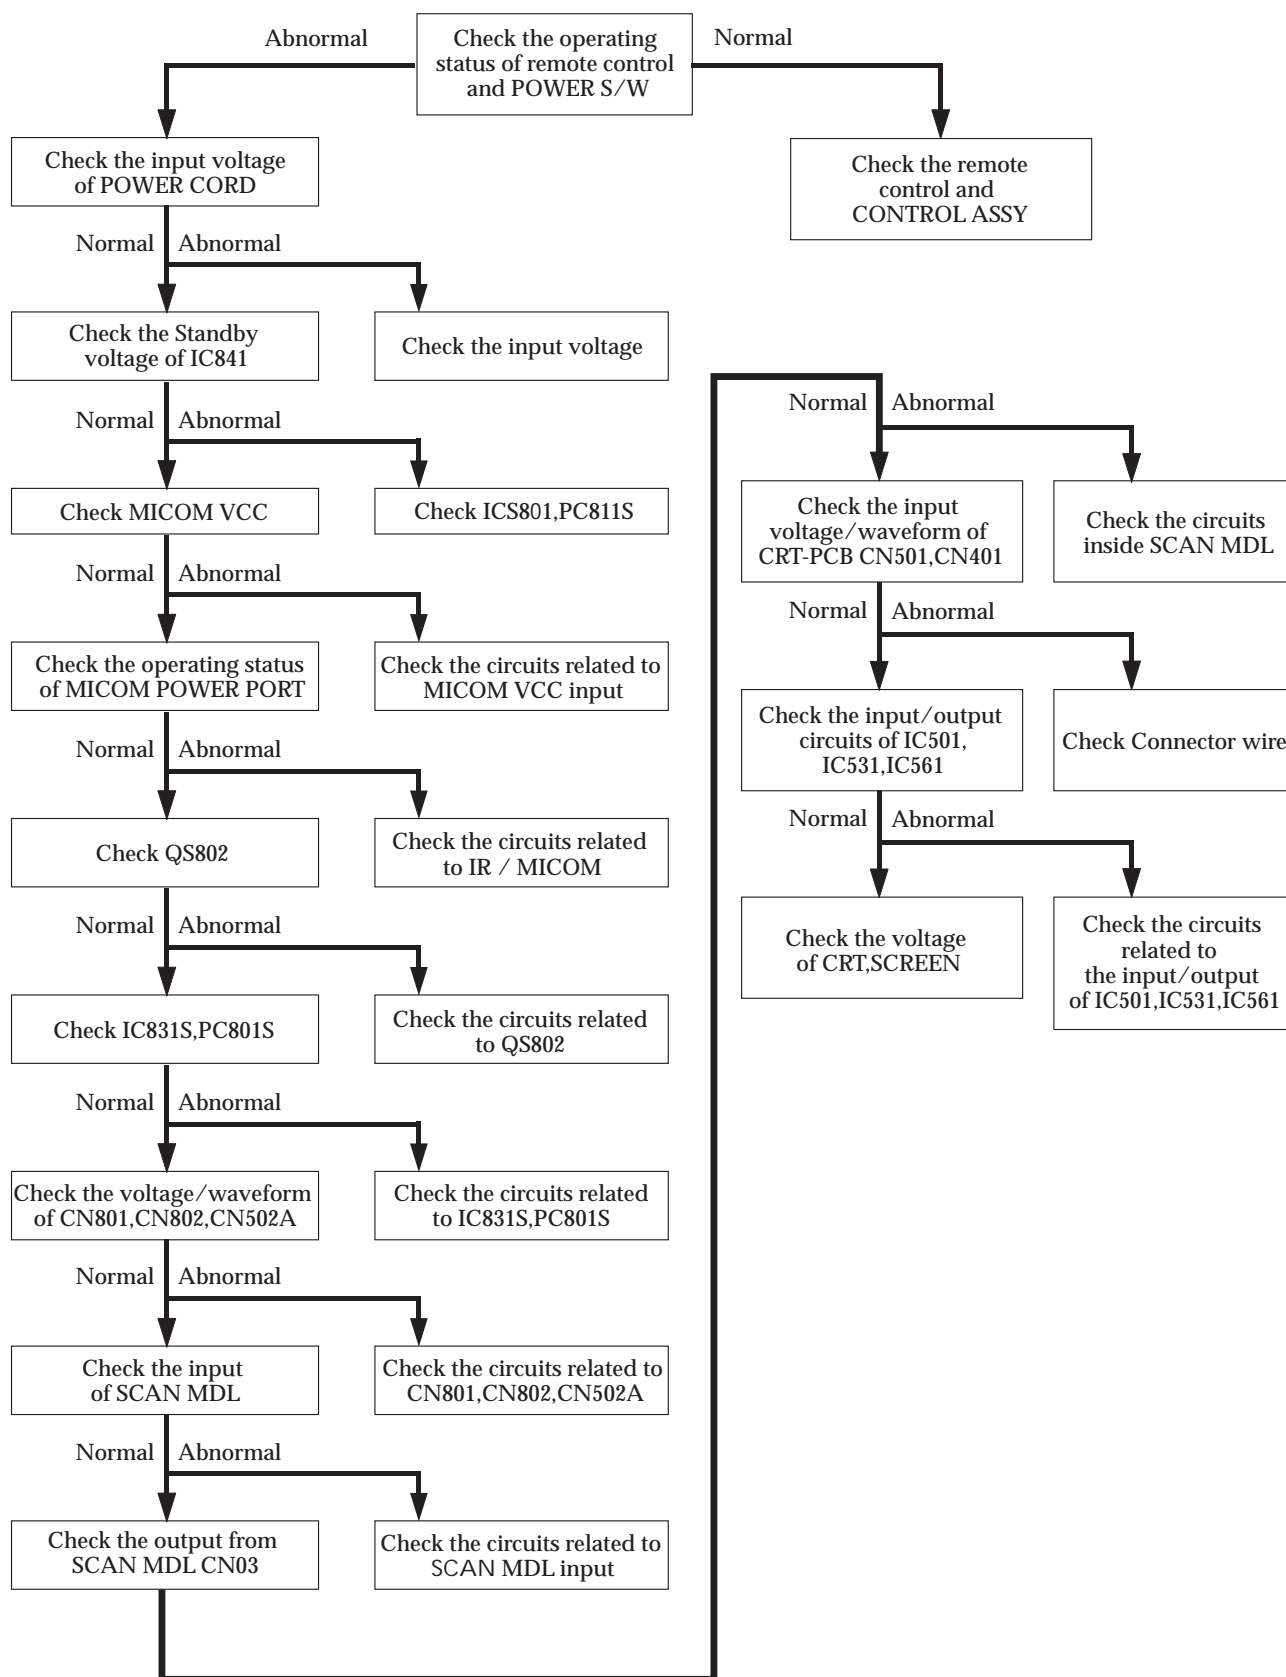 Abnormal
Check the operating
status of remote control
and POWER S/W
Normal
Check the input voltage
of POWER CORD
Check the remote
control and
CONTROL ASSY
Normal
Abnormal
Check the Standby
voltage of IC841
Check the input voltage
Normal
Abnormal
Check MICOM VCC
Check ICS801,PC811S
Normal
Abnormal
Check the operating status
of MICOM POWER PORT
Check the circuits related to
MICOM VCC input
Normal
Abnormal
Check QS802
Check the circuits related
to IR / MICOM
Normal
Abnormal
Check IC831S,PC801S
Check the circuits related
to QS802
Normal
Abnormal
Check the voltage/waveform
of CN801,CN802,CN502A
Check the circuits related
to IC831S,PC801S
Normal
Abnormal
Check the input
of SCAN MDL
Check the circuits related to
CN801,CN802,CN502A
Normal
Abnormal
Check the output from
SCAN MDL CN03
Check the circuits related to
SCAN MDL input
Normal
Abnormal
Check the input
voltage/waveform of
CRT-PCB CN501,CN401
Check the circuits
inside SCAN MDL
Normal
Abnormal
Check the input/output
circuits of IC501,
IC531,IC561
Check Connector wire
Normal
Abnormal
Check the voltage
of CRT,SCREEN
Check the circuits
related to
the input/output
of IC501,IC531,IC561